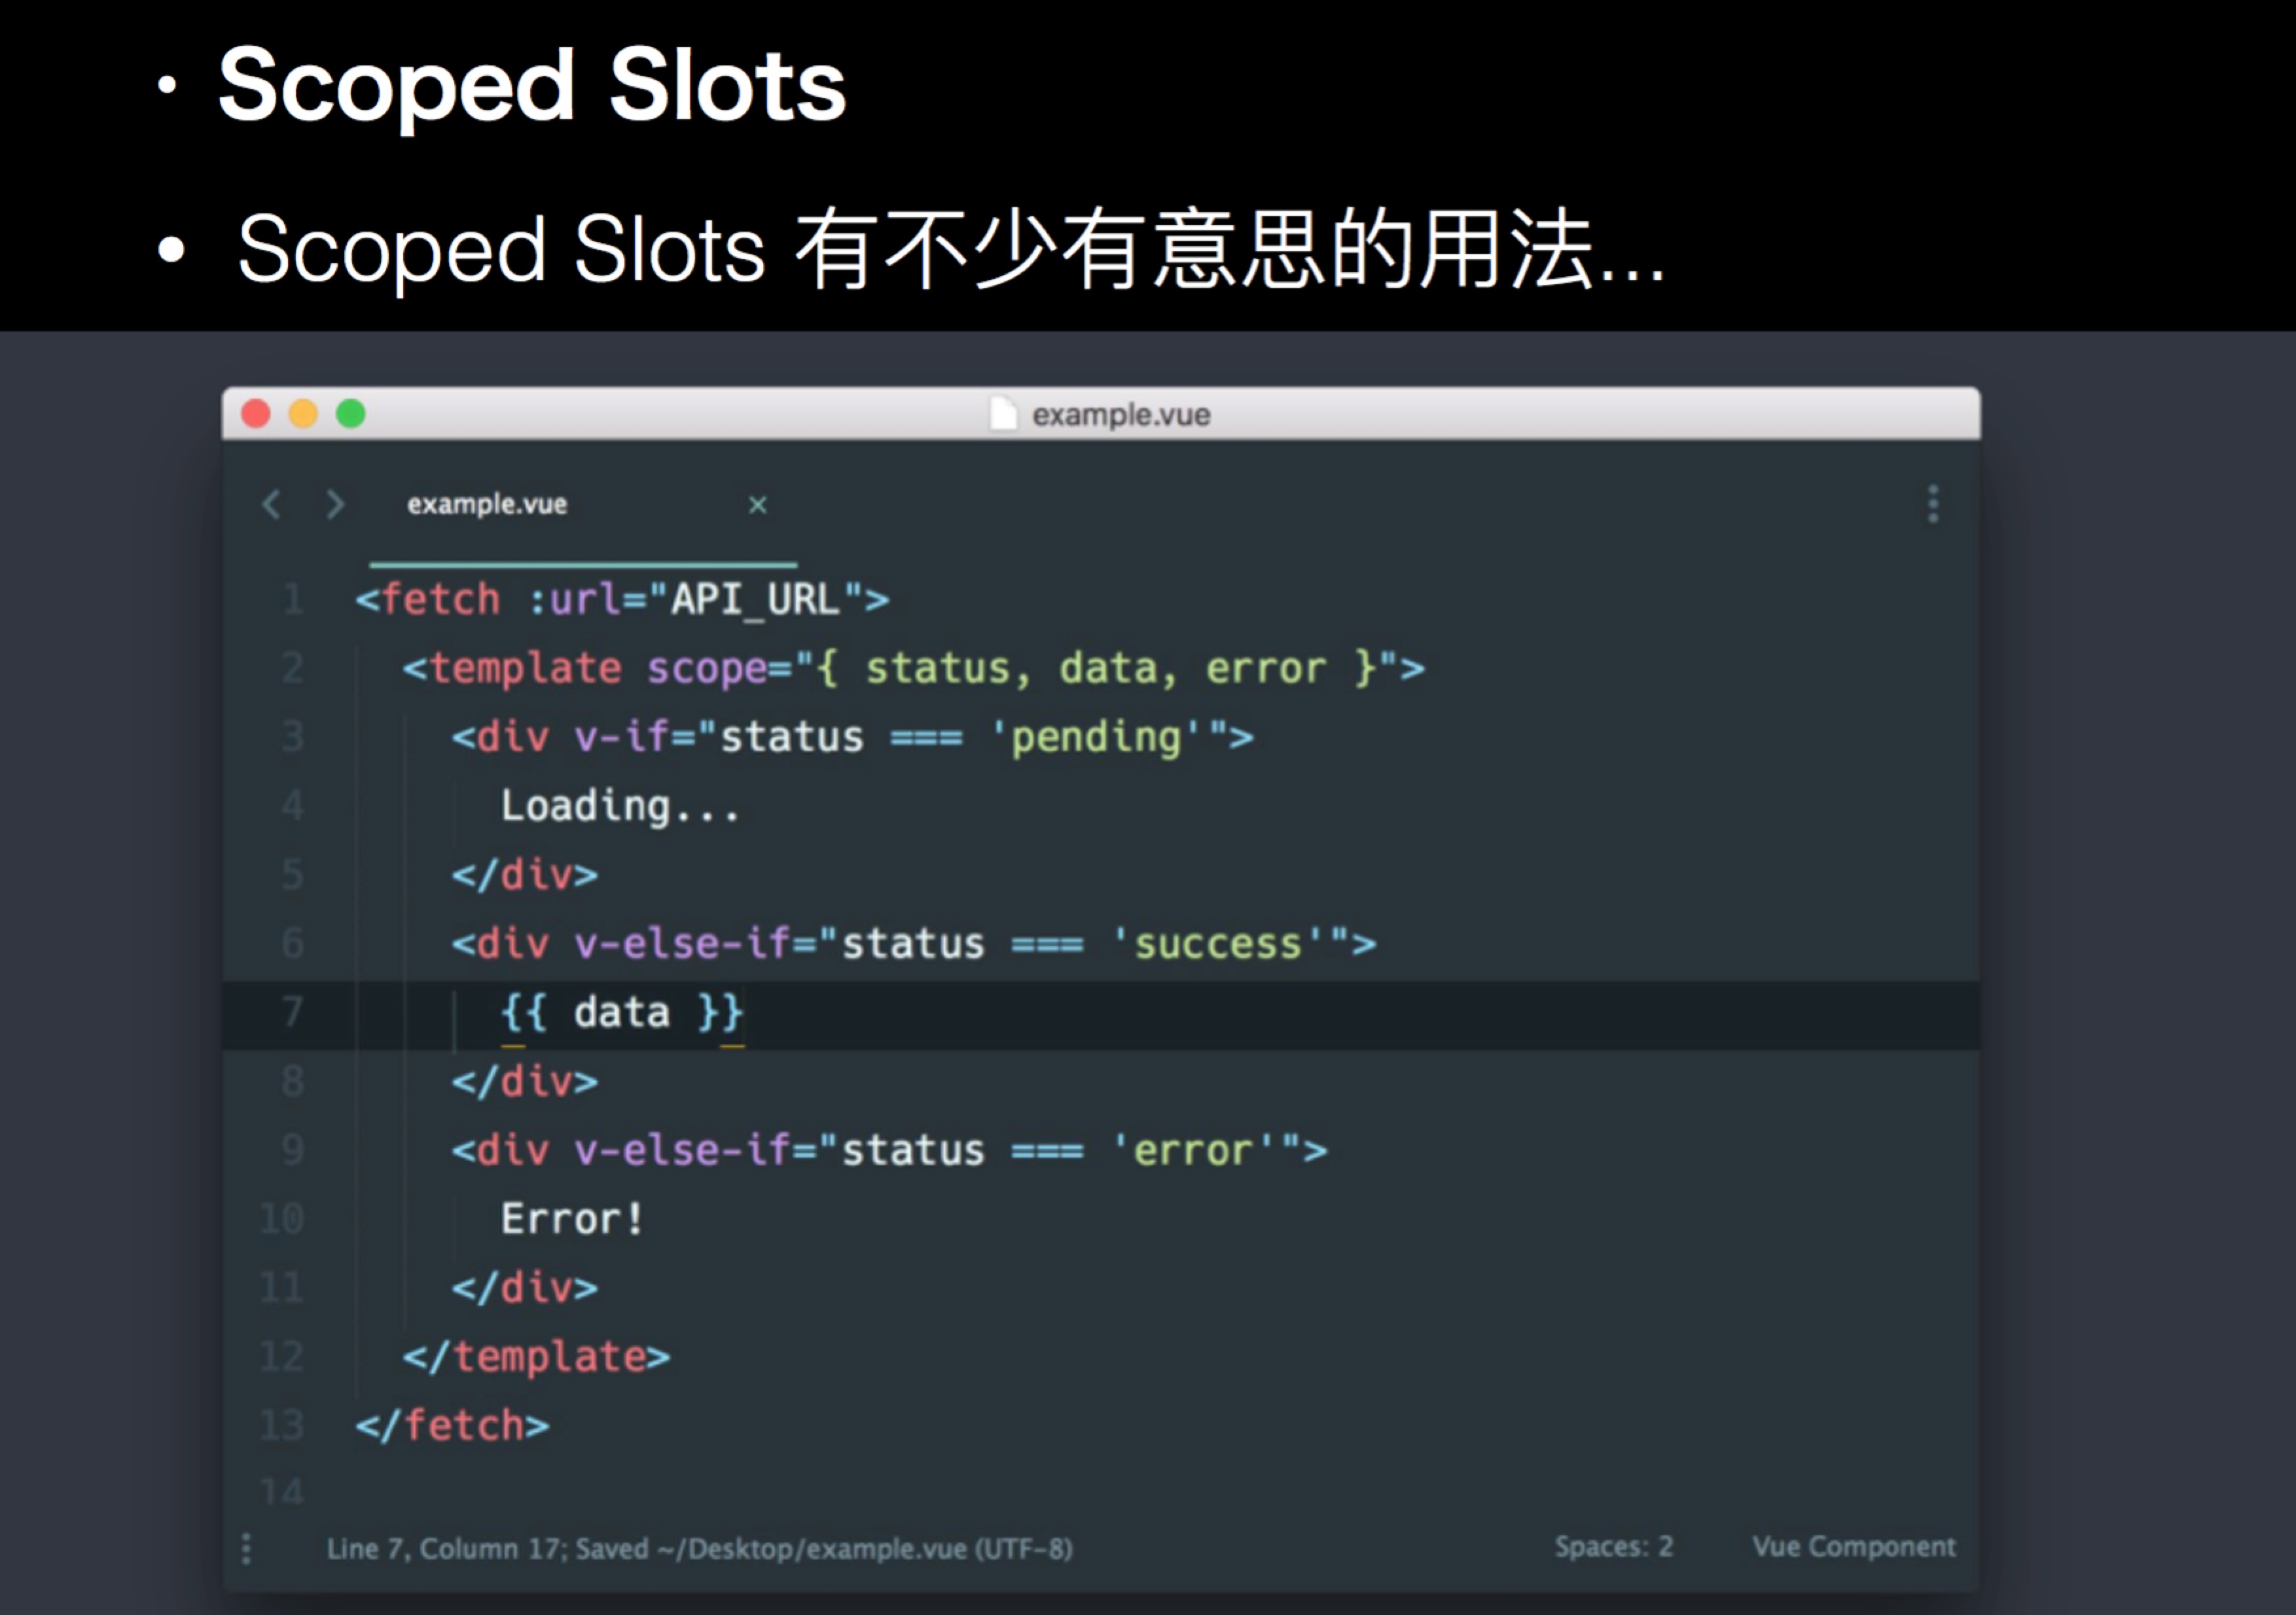 • Scoped Slots
• Scoped Slots 有不少有意思的用法...
example.vue
example.vue ×
1 <fetch :url="API_URL">
2   <template scope="{ status, data, error }">
3     <div v-if="status === 'pending'">
4       Loading...
5     </div>
6     <div v-else-if="status === 'success'">
7       {{ data }}
8     </div>
9     <div v-else-if="status === 'error'">
10       Error!
11     </div>
12   </template>
13 </fetch>
14
Line 7, Column 17; Saved ~/Desktop/example.vue (UTF-8) Spaces: 2 Vue Component